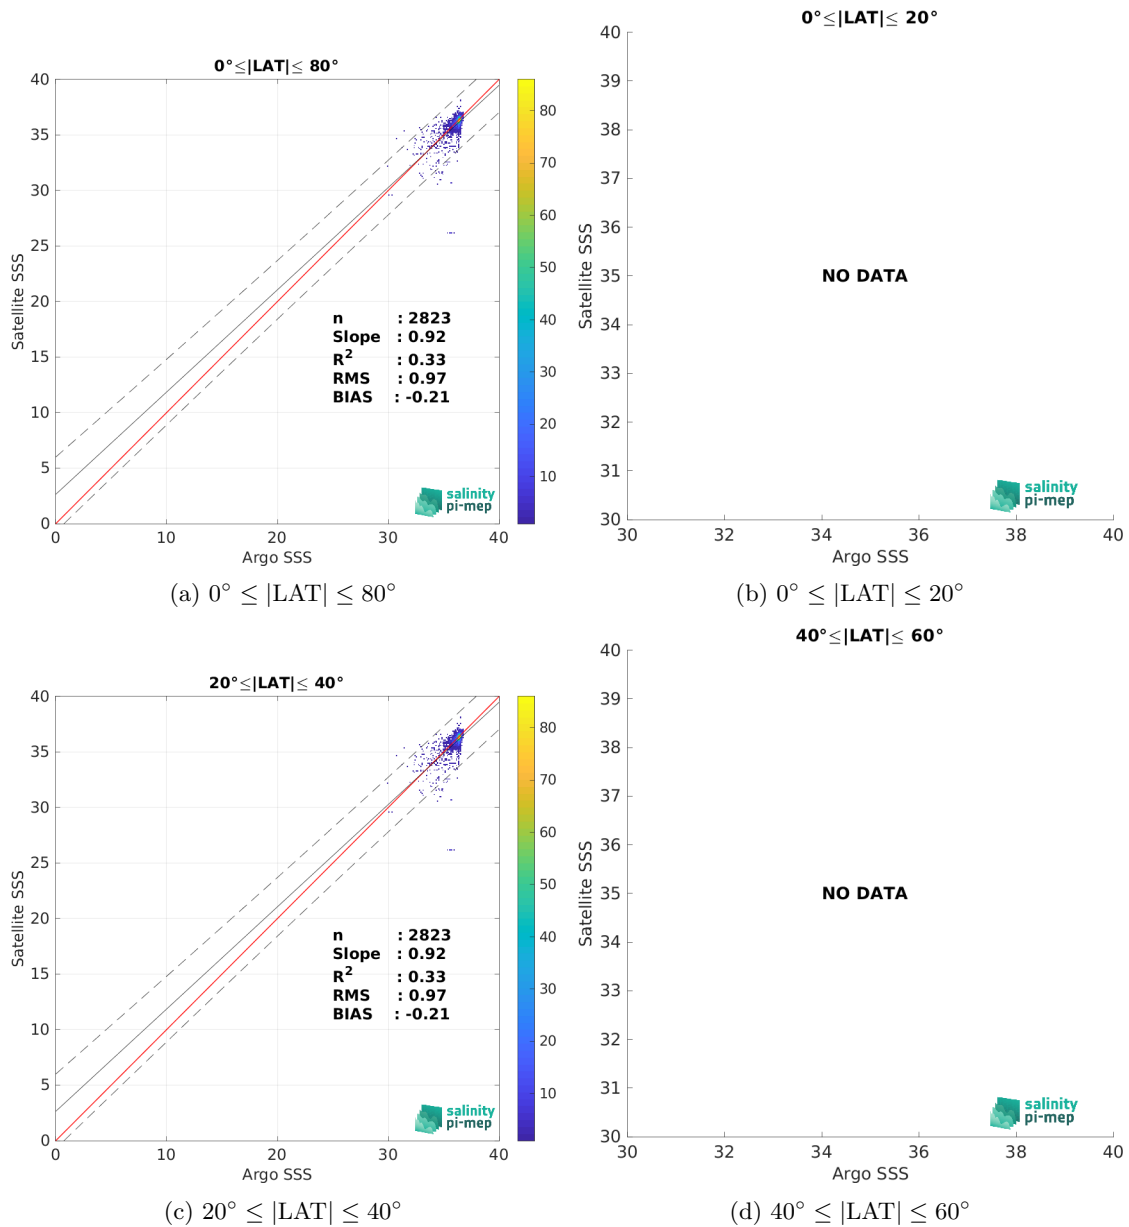 0°≤|LAT|≤ 80°
40
35
30
25
20
15
10
5
0
0
10
20
30
40
Satellite SSS
Argo SSS
n : 2823
Slope : 0.92
R² : 0.33
RMS : 0.97
BIAS : -0.21
salinity
pi-mep
80
70
60
50
40
30
20
10
(a) 0° ≤ |LAT| ≤ 80°
0°≤|LAT|≤ 20°
40
39
38
37
36
35
34
33
32
31
30
30
32
34
36
38
40
Satellite SSS
Argo SSS
NO DATA
salinity
pi-mep
(b) 0° ≤ |LAT| ≤ 20°
20°≤|LAT|≤ 40°
40
35
30
25
20
15
10
5
0
0
10
20
30
40
Satellite SSS
Argo SSS
n : 2823
Slope : 0.92
R² : 0.33
RMS : 0.97
BIAS : -0.21
salinity
pi-mep
80
70
60
50
40
30
20
10
(c) 20° ≤ |LAT| ≤ 40°
40°≤|LAT|≤ 60°
40
39
38
37
36
35
34
33
32
31
30
30
32
34
36
38
40
Satellite SSS
Argo SSS
NO DATA
salinity
pi-mep
(d) 40° ≤ |LAT| ≤ 60°